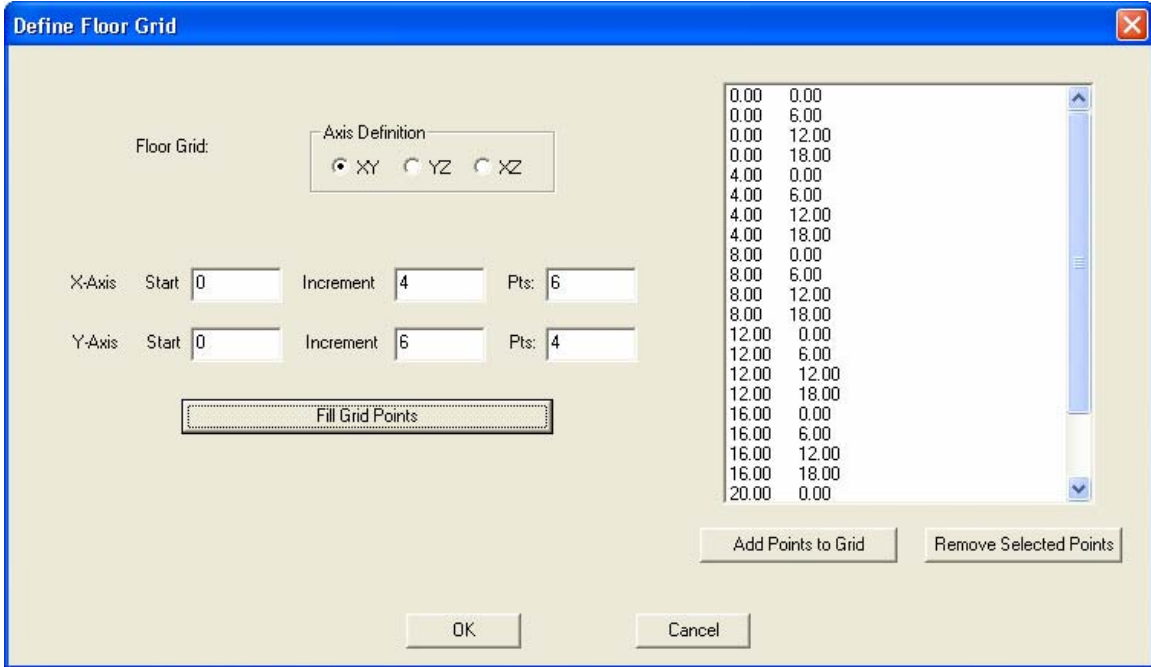 Define Floor Grid
Floor Grid:
Axis Definition
XY YZ XZ
X-Axis Start 0 Increment 4 Pts: 6
Y-Axis Start 0 Increment 6 Pts: 4
Fill Grid Points
0.00 0.00
0.00 6.00
0.00 12.00
0.00 18.00
4.00 0.00
4.00 6.00
4.00 12.00
4.00 18.00
8.00 0.00
8.00 6.00
8.00 12.00
8.00 18.00
12.00 0.00
12.00 6.00
12.00 12.00
12.00 18.00
16.00 0.00
16.00 6.00
16.00 12.00
16.00 18.00
20.00 0.00
Add Points to Grid Remove Selected Points
OK Cancel